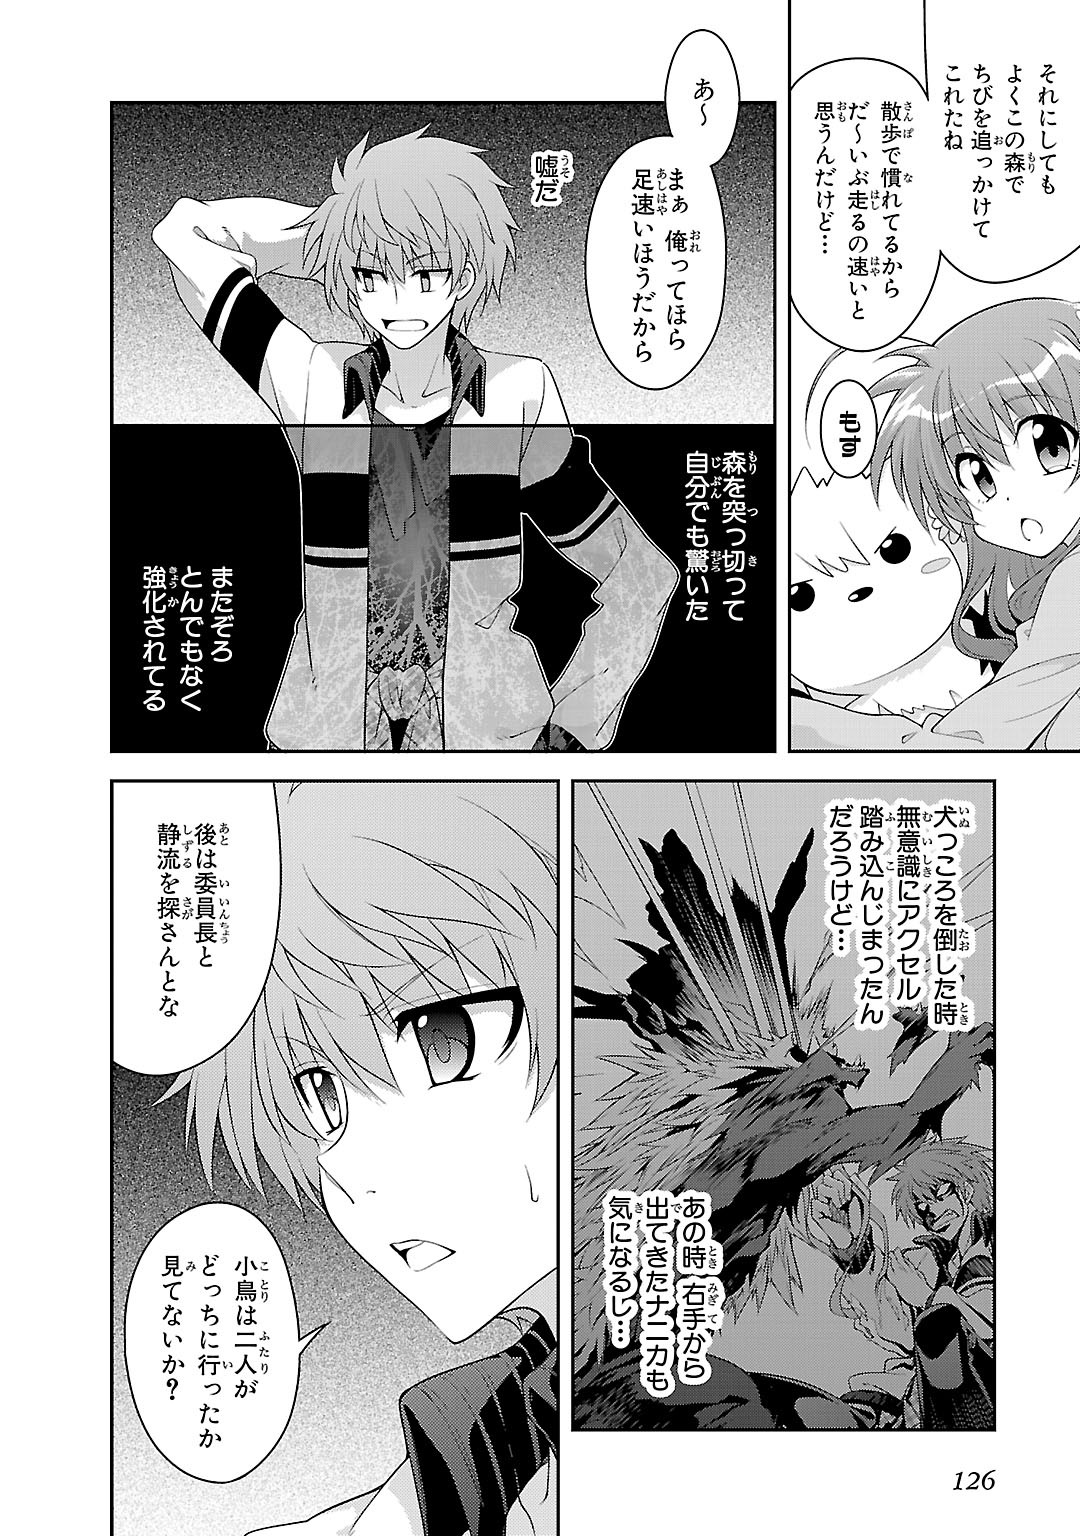 それにしても
よくこの森で
ちびを追っかけて
これたね
散歩で慣れてるから
だ〜いぶ走るの速いと
思うんだけど…
もす
あ〜
まぁ 俺ってほら
足速いほうだから
嘘だ
森を突っ切って
自分でも驚いた
またぞろ
とんでもなく
強化されてる
犬っころを倒した時
無意識にアクセル
踏み込んじまったん
だろうけど…
あの時 右手から
出てきたナニカも
気になるし…
後は委員長と
静流を探さんとな
小鳥は二人が
どっちに行ったか
見てないか？
126